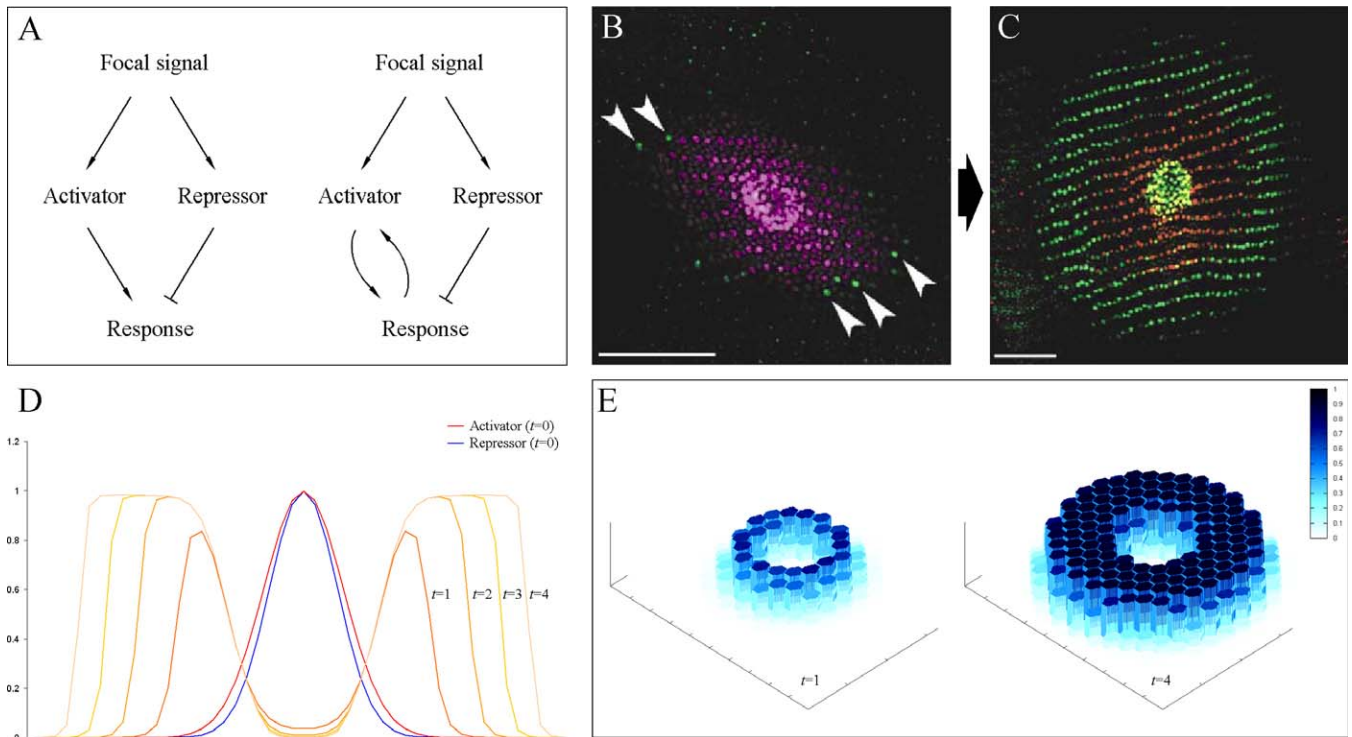 A
Focal signal Focal signal
Activator Repressor Activator Repressor
Response Response
B
C
D
Activator (t=0)
Repressor (t=0)
1.2
1
0.8
0.6
0.4
0.2
0
t=1 t=2 t=3 t=4
E
t=1
t=4
1
0.9
0.8
0.7
0.6
0.5
0.4
0.3
0.2
0.1
0